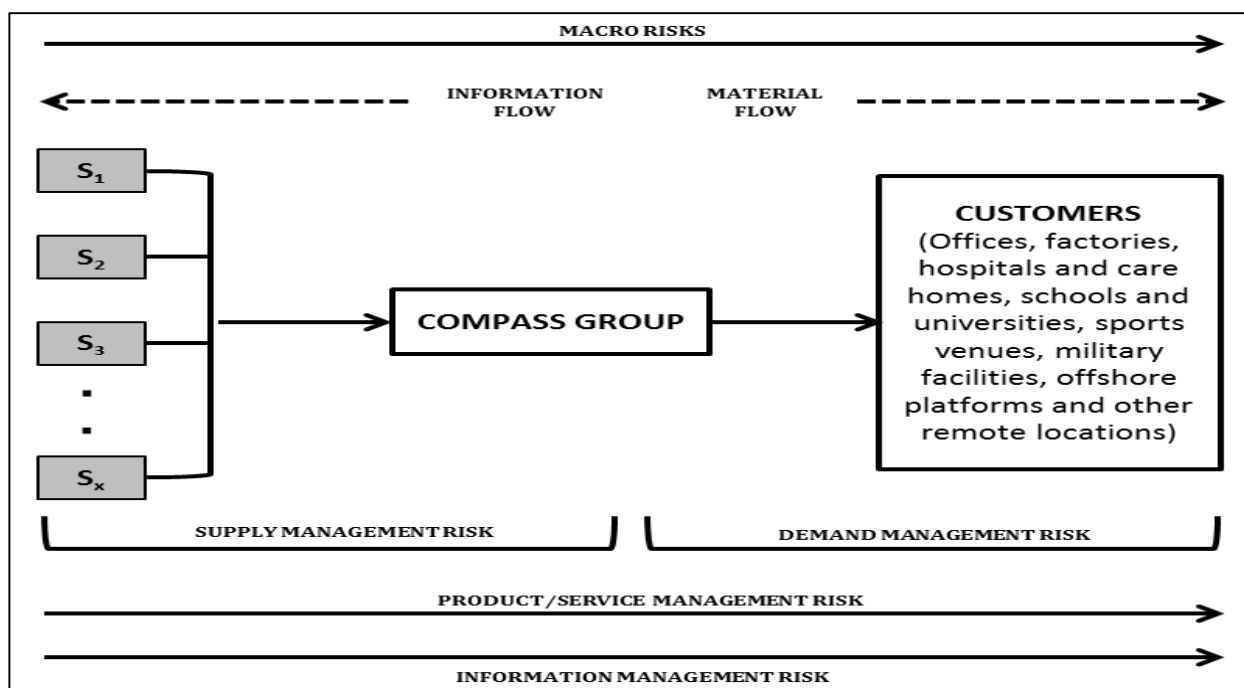 MACRO RISKS
INFORMATION
FLOW
MATERIAL
FLOW
S₁
S₂
S₃
Sₓ
COMPASS GROUP
CUSTOMERS
(Offices, factories,
hospitals and care
homes, schools and
universities, sports
venues, military
facilities, offshore
platforms and other
remote locations)
SUPPLY MANAGEMENT RISK
DEMAND MANAGEMENT RISK
PRODUCT/SERVICE MANAGEMENT RISK
INFORMATION MANAGEMENT RISK